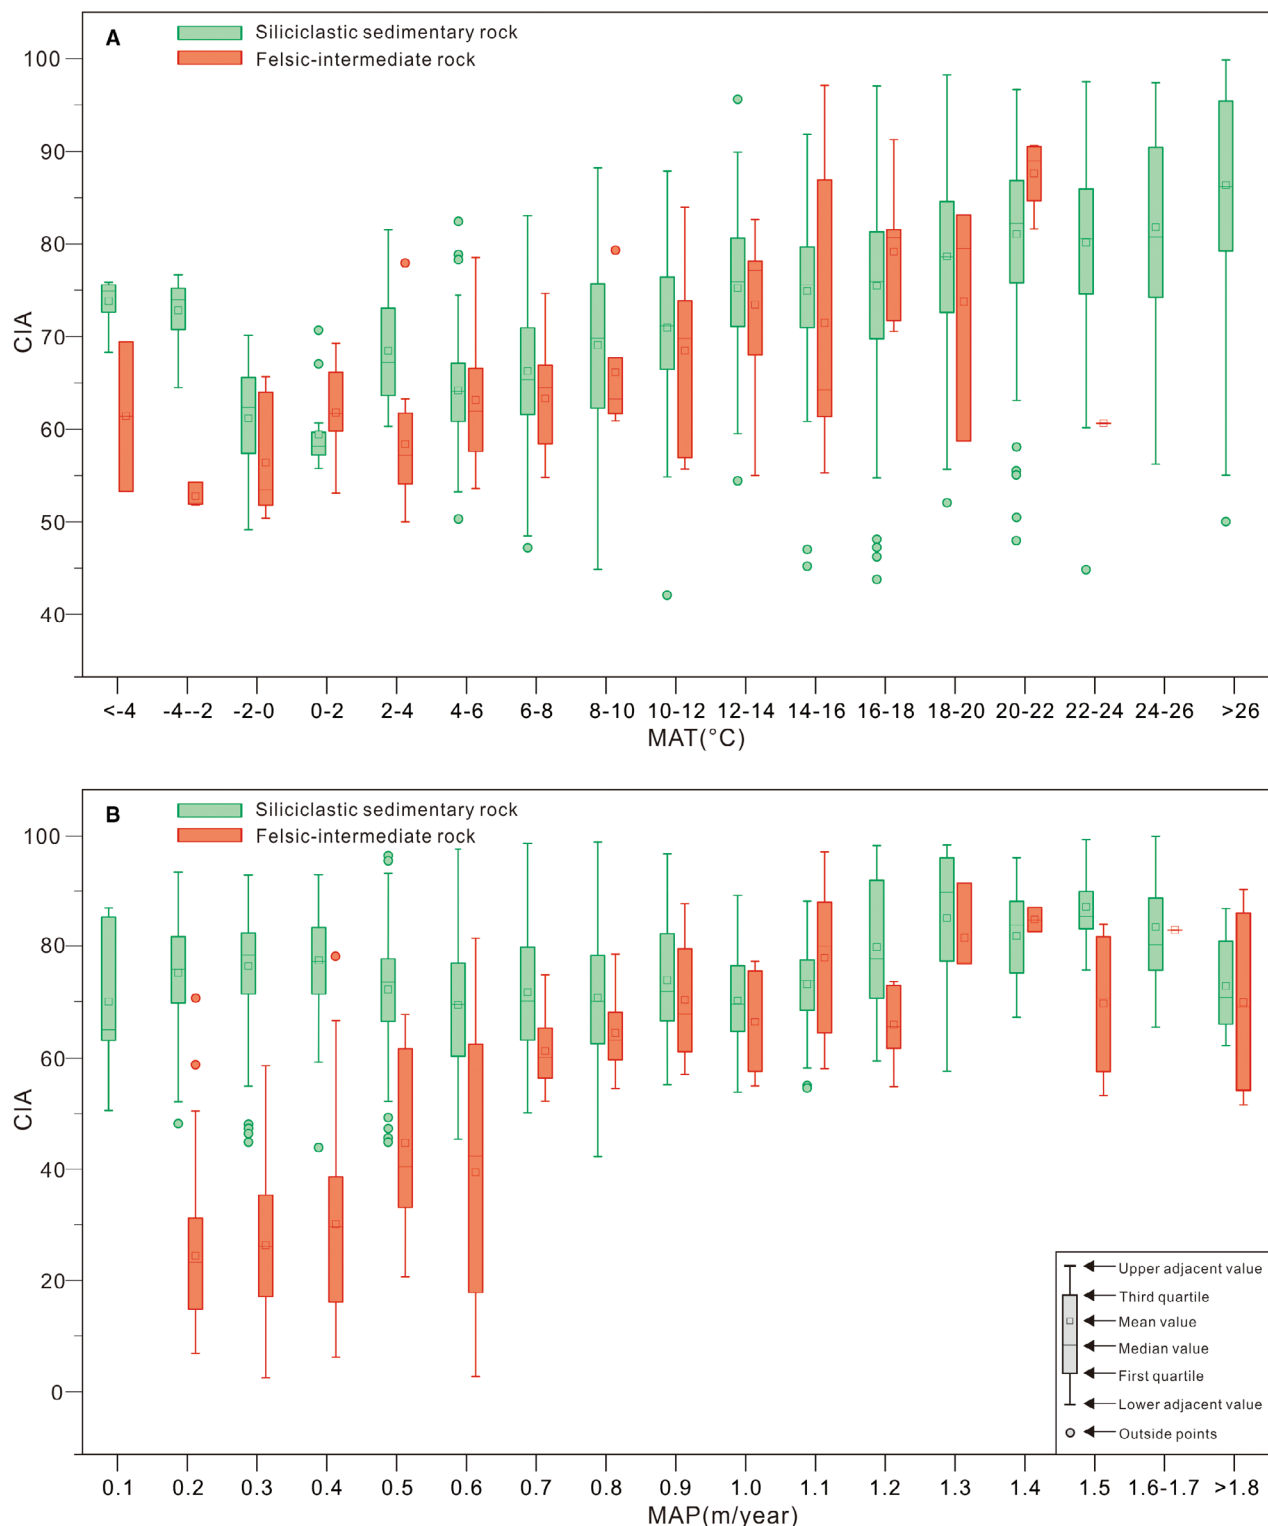 A
Siliciclastic sedimentary rock
Felsic-intermediate rock
100
90
80
70
60
50
40
CIA
<-4 -4--2 -2-0 0-2 2-4 4-6 6-8 8-10 10-12 12-14 14-16 16-18 18-20 20-22 22-24 24-26 >26
MAT(°C)
B
Siliciclastic sedimentary rock
Felsic-intermediate rock
100
80
60
40
20
0
CIA
Upper adjacent value
Third quartile
Mean value
Median value
First quartile
Lower adjacent value
Outside points
0.1 0.2 0.3 0.4 0.5 0.6 0.7 0.8 0.9 1.0 1.1 1.2 1.3 1.4 1.5 1.6-1.7 >1.8
MAP(m/year)